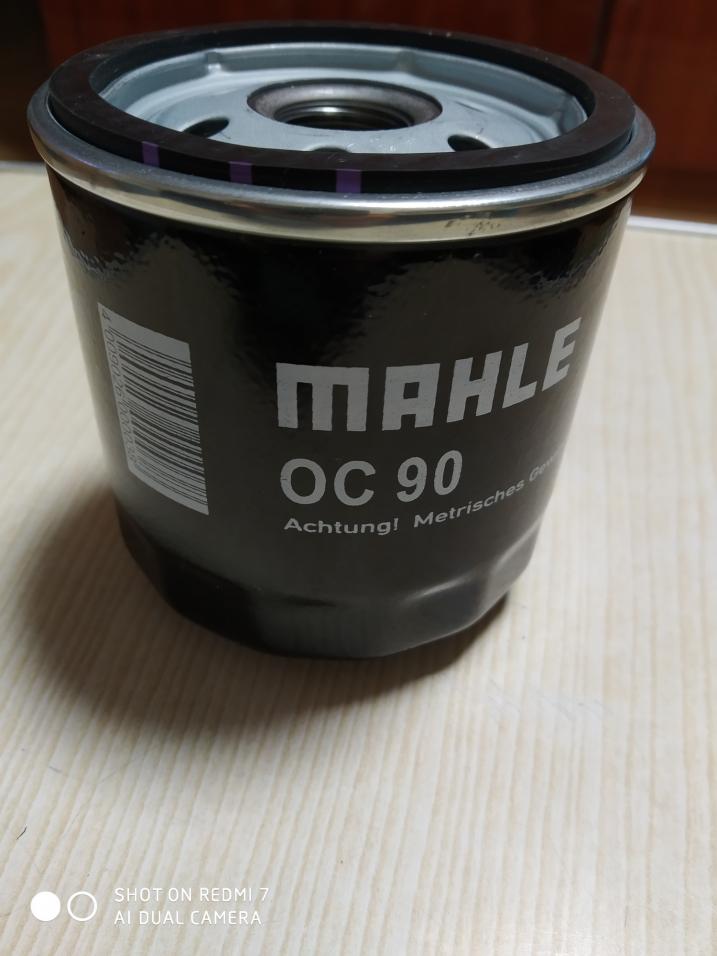 MAHLE
OC 90
Achtung! Metrisches
SHOT ON REDMI 7
AI DUAL CAMERA